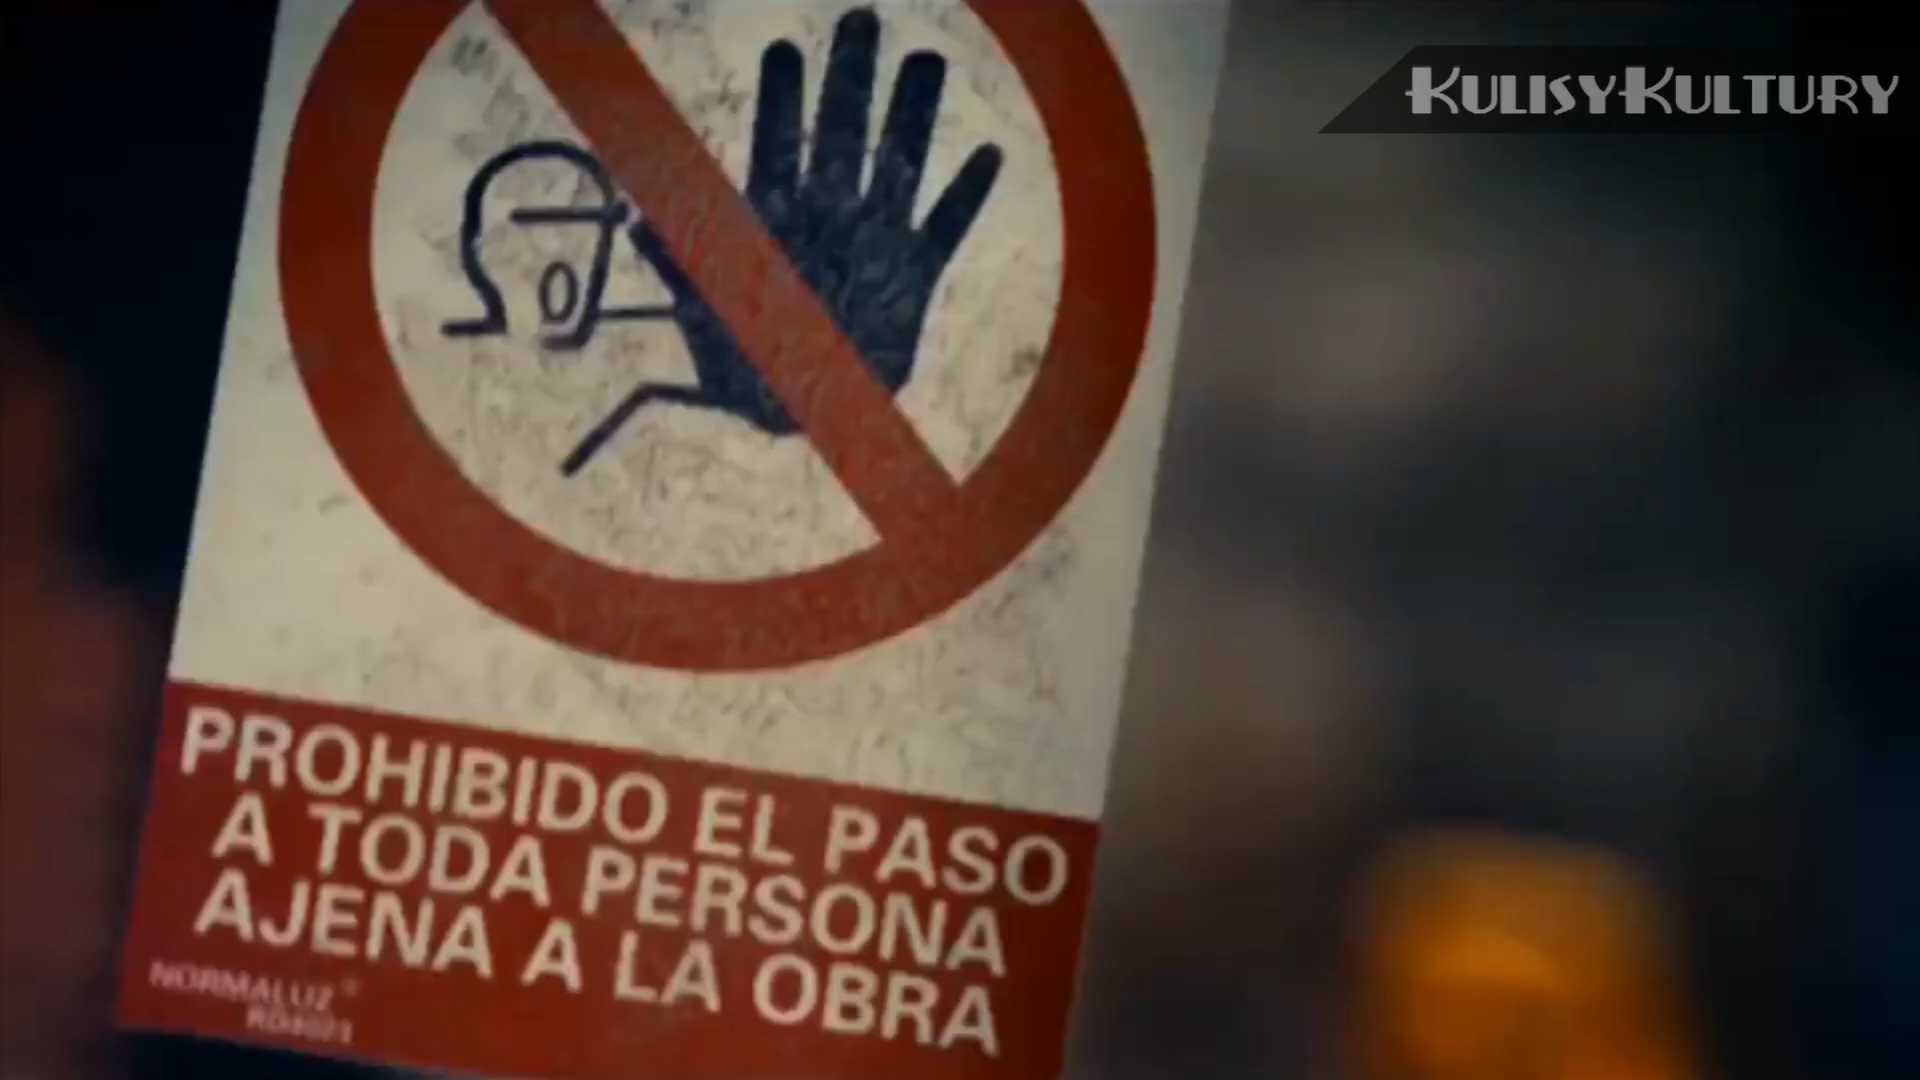 KULISYKULTURY
PROHIBIDO EL PASO
A TODA PERSONA
AJENA A LA OBRA
NORMALUZ